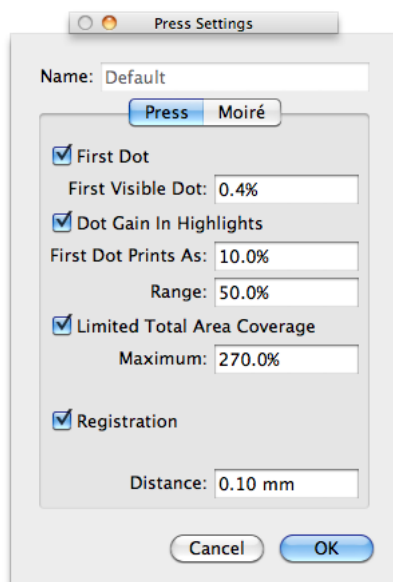 Press Settings
Name: Default
Press Moiré
First Dot
First Visible Dot: 0.4%
Dot Gain In Highlights
First Dot Prints As: 10.0%
Range: 50.0%
Limited Total Area Coverage
Maximum: 270.0%
Registration
Distance: 0.10 mm
Cancel OK